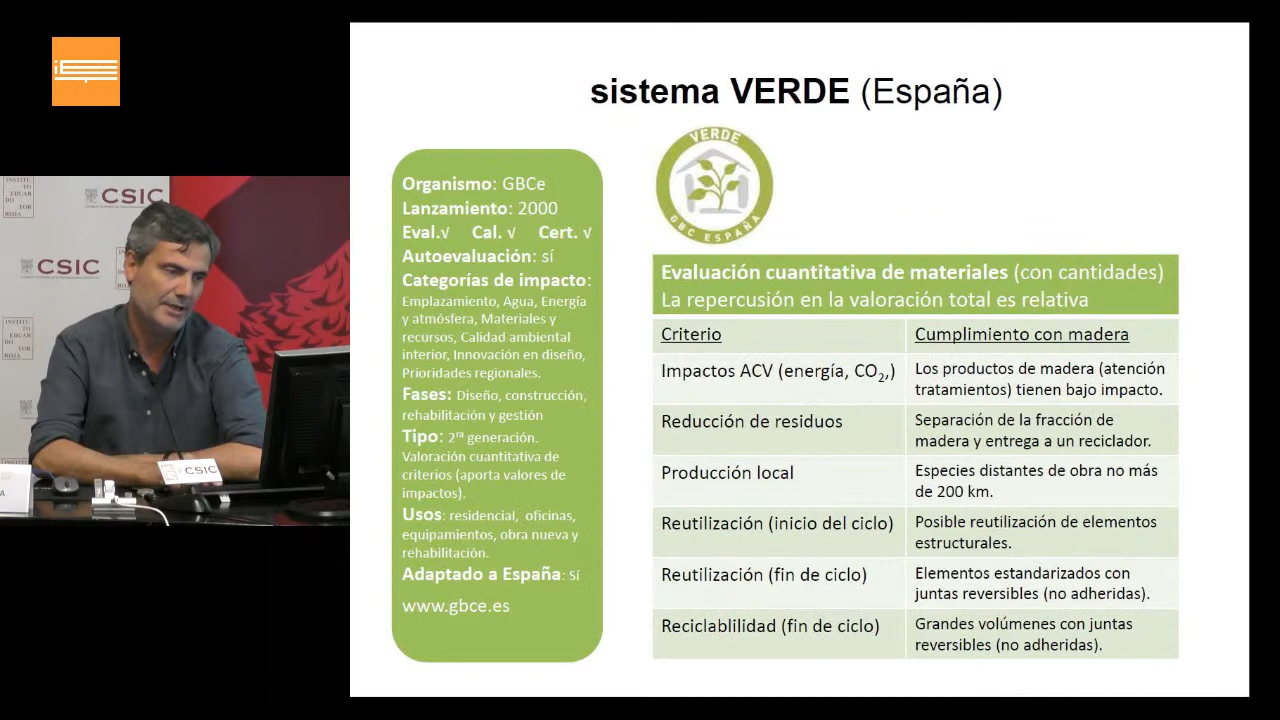 sistema VERDE (España)
VERDE
GBC ESPAÑA
Organismo: GBCe
Lanzamiento: 2000
Eval.√ Cal. √ Cert. √
Autoevaluación: sí
Categorías de impacto:
Emplazamiento, Agua, Energía
y atmósfera, Materiales y
recursos, Calidad ambiental
interior, Innovación en diseño,
Prioridades regionales.
Fases: Diseño, construcción,
rehabilitación y gestión
Tipo: 2ra generación.
Valoración cuantitativa de
criterios (aporta valores de
impactos).
Usos: residencial, oficinas,
equipamientos, obra nueva y
rehabilitación.
Adaptado a España: Sí
www.gbce.es
Evaluación cuantitativa de materiales (con cantidades)
La repercusión en la valoración total es relativa
Criterio
Cumplimiento con madera
Impactos ACV (energía, CO2,)
Los productos de madera (atención
tratamientos) tienen bajo impacto.
Reducción de residuos
Separación de la fracción de
madera y entrega a un reciclador.
Producción local
Especies distantes de obra no más
de 200 km.
Reutilización (inicio del ciclo)
Posible reutilización de elementos
estructurales.
Reutilización (fin de ciclo)
Elementos estandarizados con
juntas reversibles (no adheridas).
Reciclablilidad (fin de ciclo)
Grandes volúmenes con juntas
reversibles (no adheridas).
CSIC
CSIC
CSIC
INSTITU
TO
EDUAR
DO TOR
ROJA
A